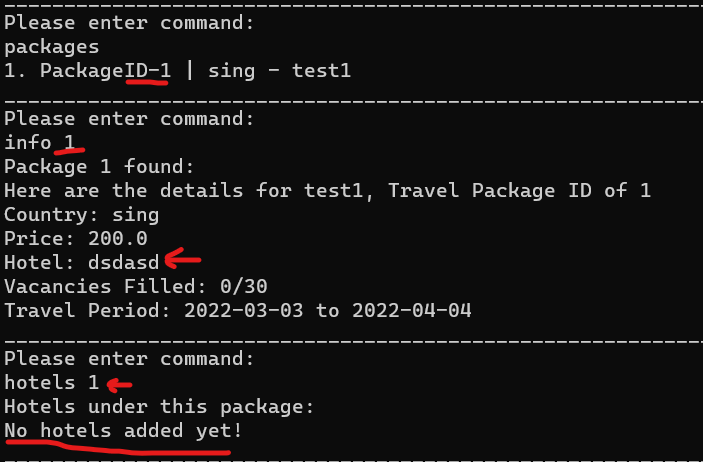 Please enter command:
packages
1. PackageID-1 | sing - test1
Please enter command:
info 1
Package 1 found:
Here are the details for test1, Travel Package ID of 1
Country: sing
Price: 200.0
Hotel: dsdasd
Vacancies Filled: 0/30
Travel Period: 2022-03-03 to 2022-04-04
Please enter command:
hotels 1
Hotels under this package:
No hotels added yet!